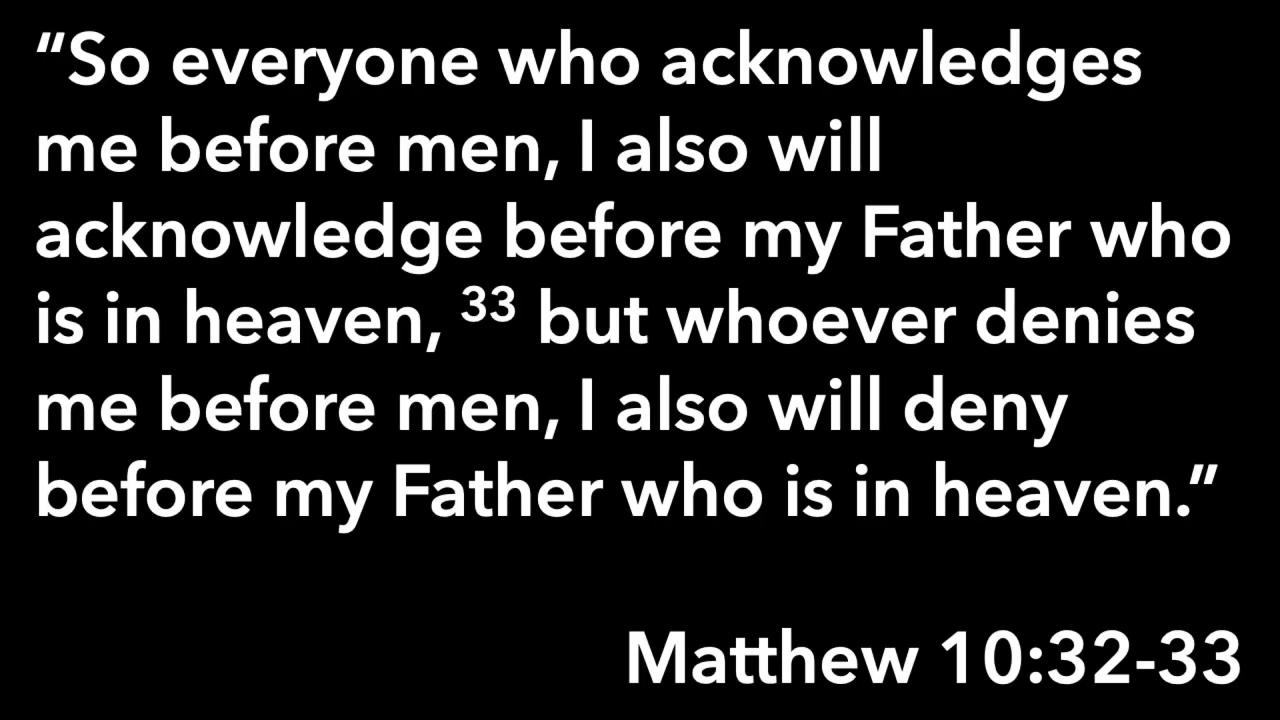 “So everyone who acknowledges
me before men, I also will
acknowledge before my Father who
is in heaven, ³³ but whoever denies
me before men, I also will deny
before my Father who is in heaven.”
Matthew 10:32-33